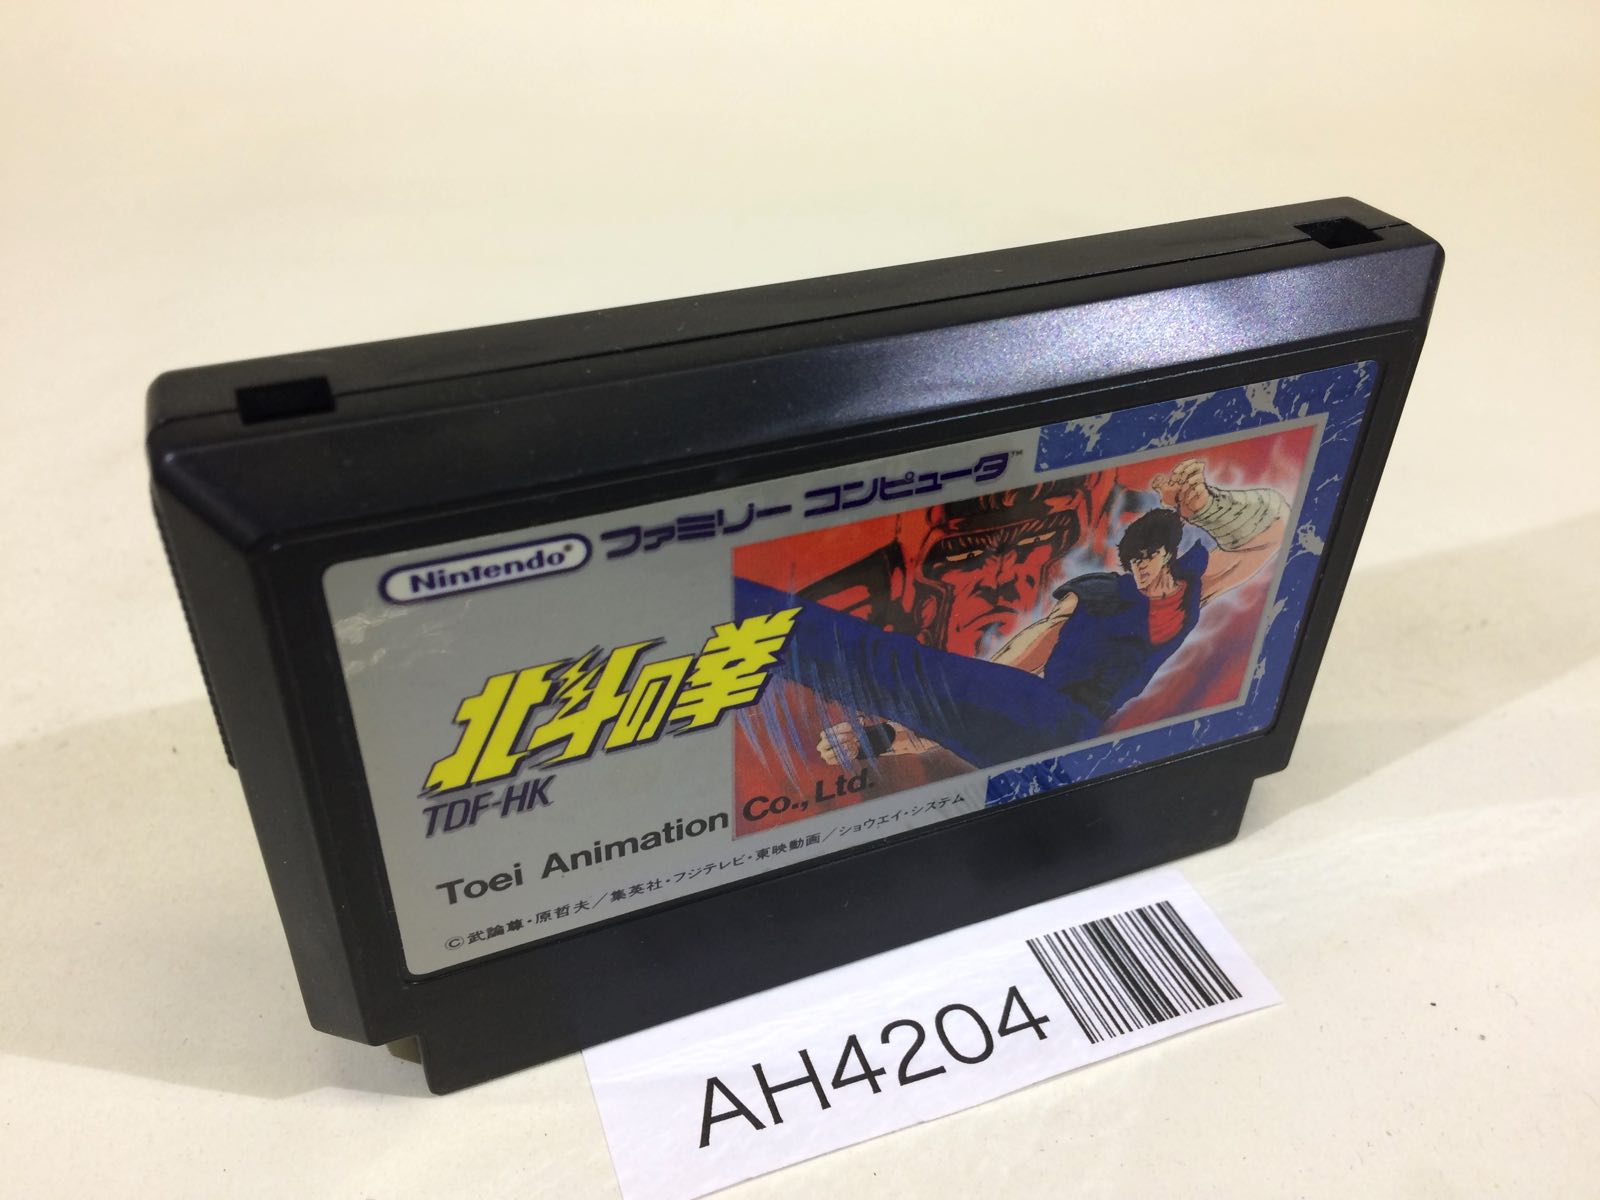 Nintendo® ファミリー コンピュータ™
北斗の拳
TDF-HK
Toei Animation Co., Ltd.
©武論尊・原哲夫／集英社・フジテレビ・東映動画／ショウエイ・システム
AH4204